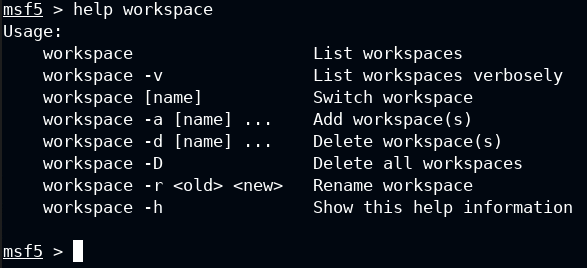 msf5 > help workspace
Usage:
    workspace                  List workspaces
    workspace -v               List workspaces verbosely
    workspace [name]           Switch workspace
    workspace -a [name] ...    Add workspace(s)
    workspace -d [name] ...    Delete workspace(s)
    workspace -D               Delete all workspaces
    workspace -r <old> <new>   Rename workspace
    workspace -h               Show this help information
msf5 >